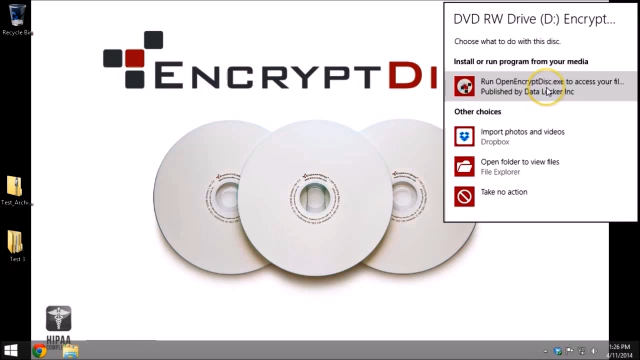 Recycle Bin
DVD RW Drive (D:) Encrypt...
Choose what to do with this disc.
Install or run program from your media
ENCRYPTDI
Run OpenEncryptDisc.exe to access your fil...
Published by Data Locker Inc
Other choices
Import photos and videos
Dropbox
Open folder to view files
File Explorer
Take no action
Test_Archi...
Test 3
HIPAA
1:26 PM
4/11/2014